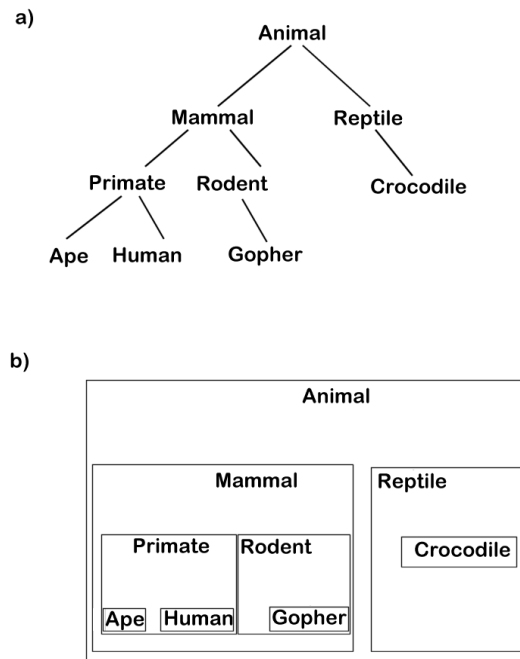 a)
Animal
Mammal Reptile
Primate Rodent Crocodile
Ape Human Gopher
b)
Animal
Mammal Reptile
Primate Rodent Crocodile
Ape Human Gopher